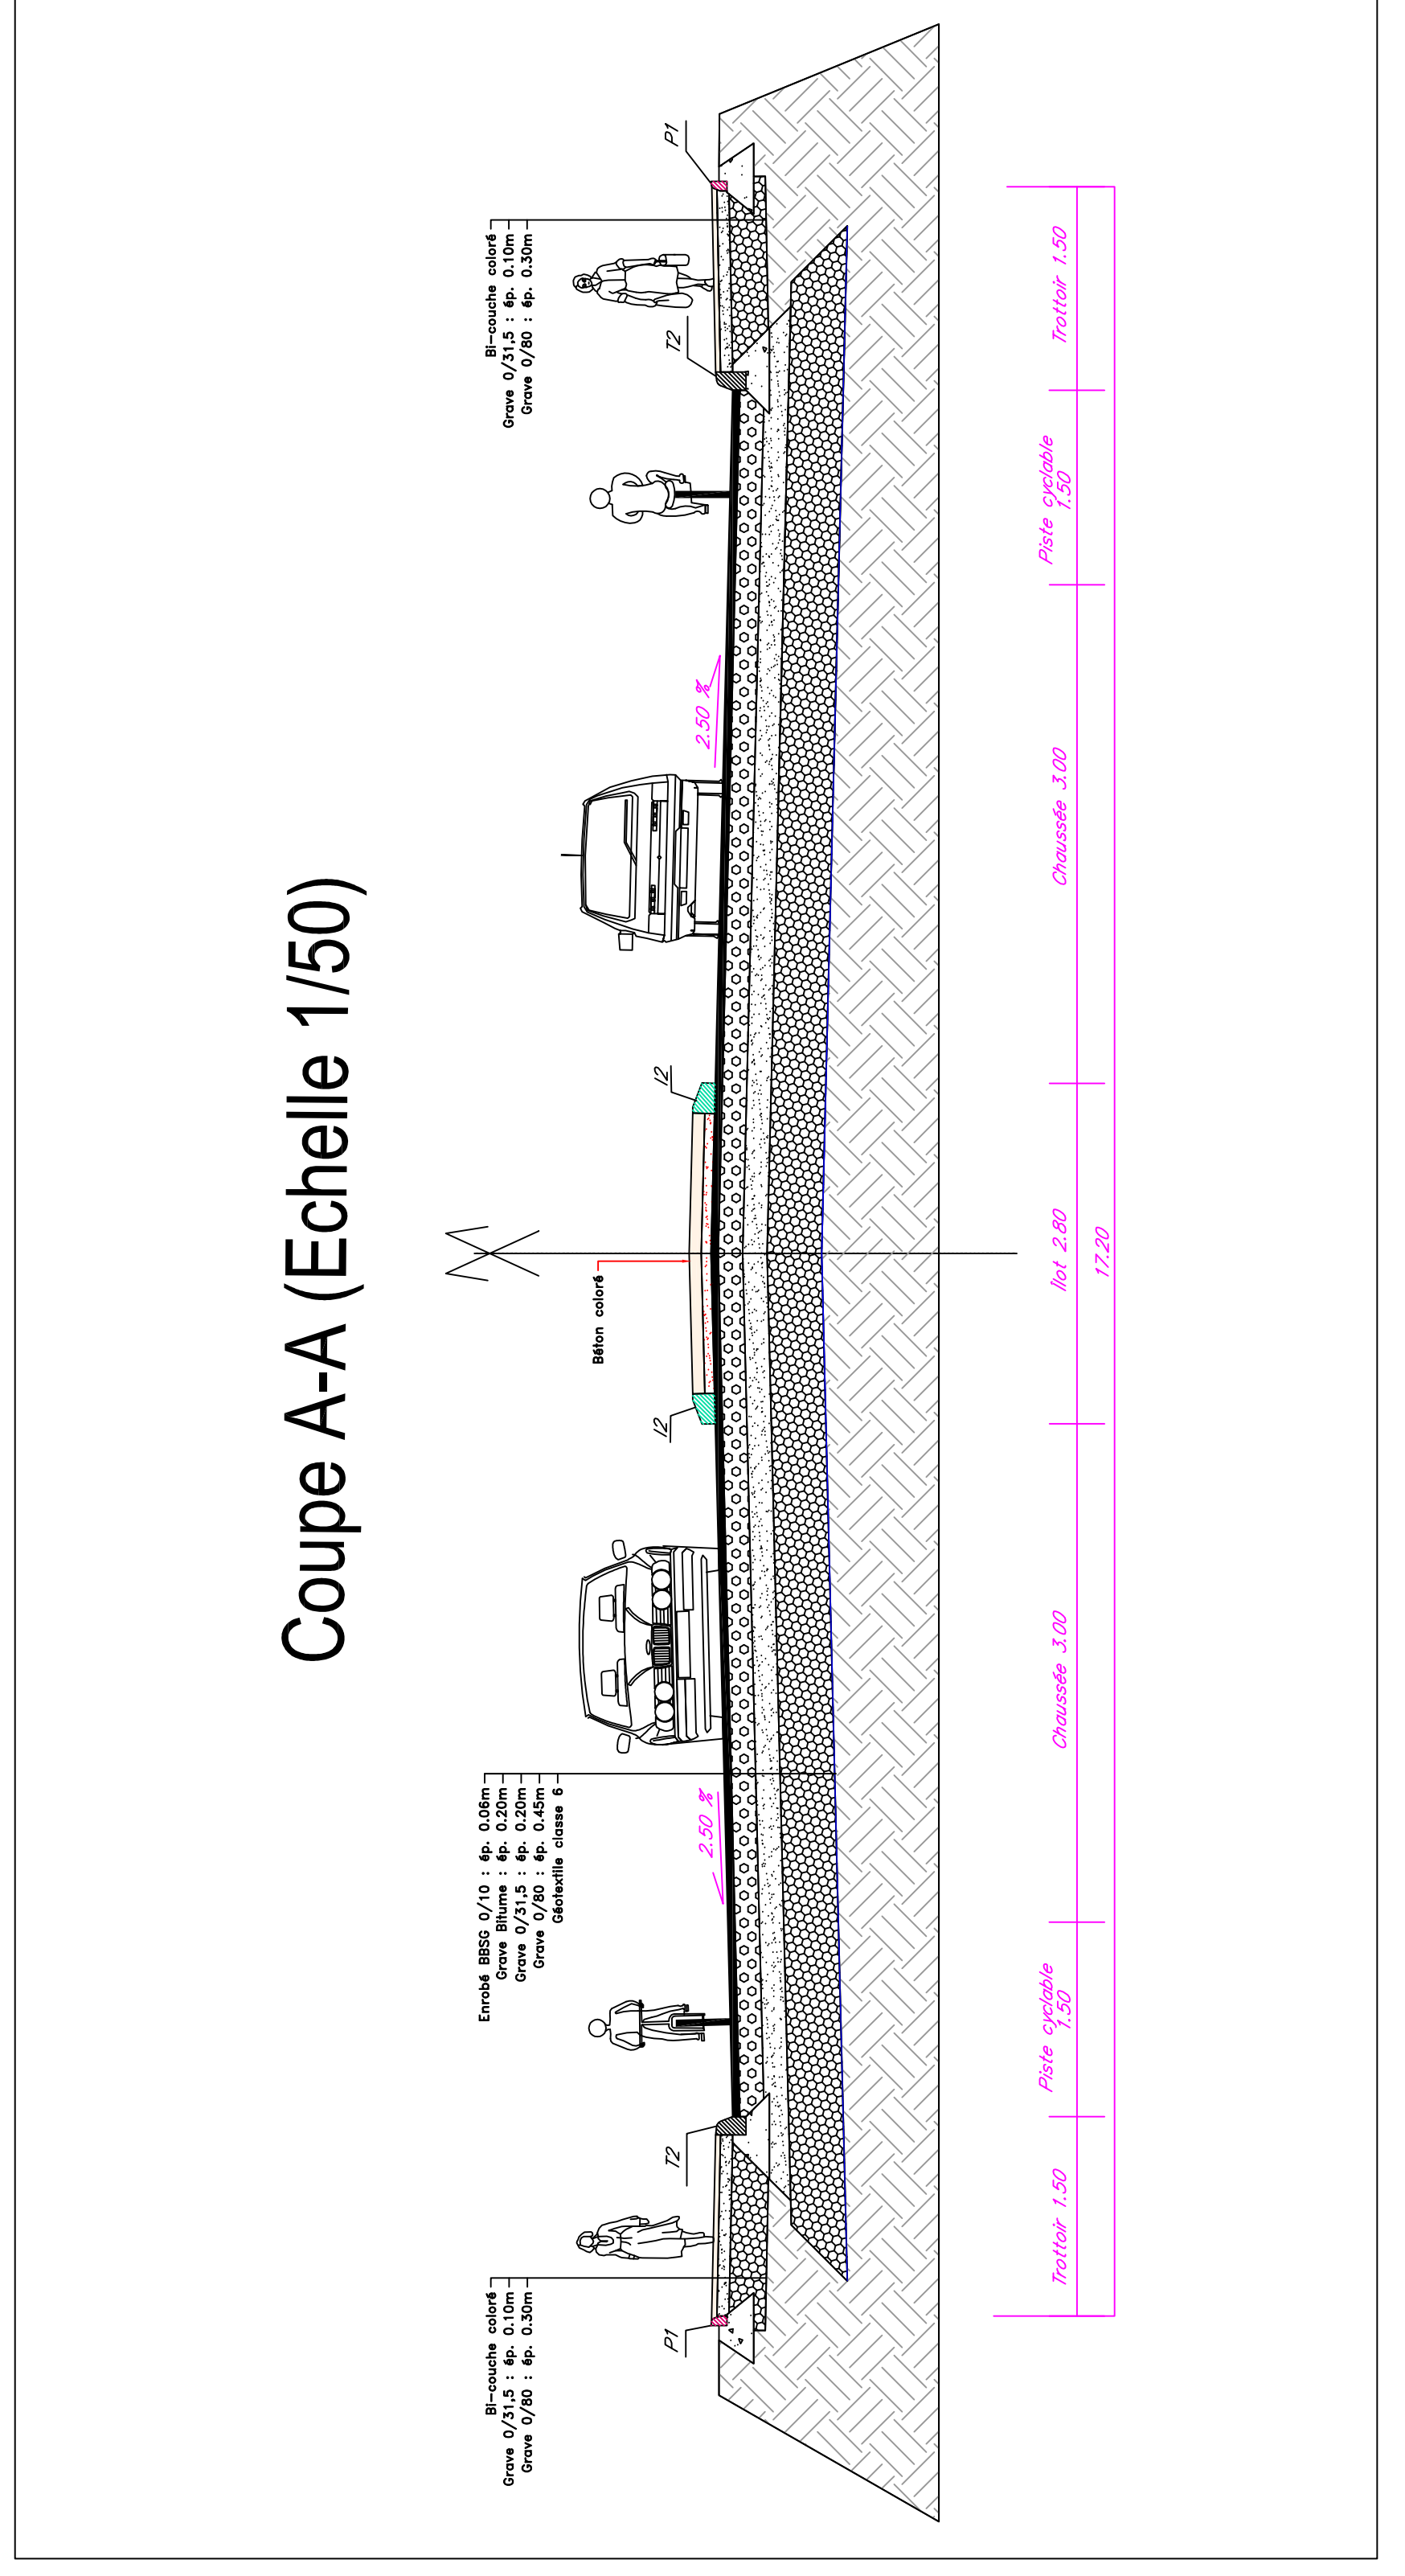 Coupe A-A (Echelle 1/50)
Bi-couche coloré
Grave 0/31,5 : ép. 0.10m
Grave 0/80 : ép. 0.30m
Enrobé BBSG 0/10 : ép. 0.06m
Grave Bitume : ép. 0.20m
Grave 0/31,5 : ép. 0.20m
Grave 0/80 : ép. 0.45m
Géotextile classe 6
Béton coloré
Bi-couche coloré
Grave 0/31,5 : ép. 0.10m
Grave 0/80 : ép. 0.30m
P1
T2
2.50 %
I2
I2
2.50 %
T2
P1
Trottoir 1.50
Piste cyclable
1.50
Chaussée 3.00
Ilot 2.80
Chaussée 3.00
Piste cyclable
1.50
Trottoir 1.50
17.20